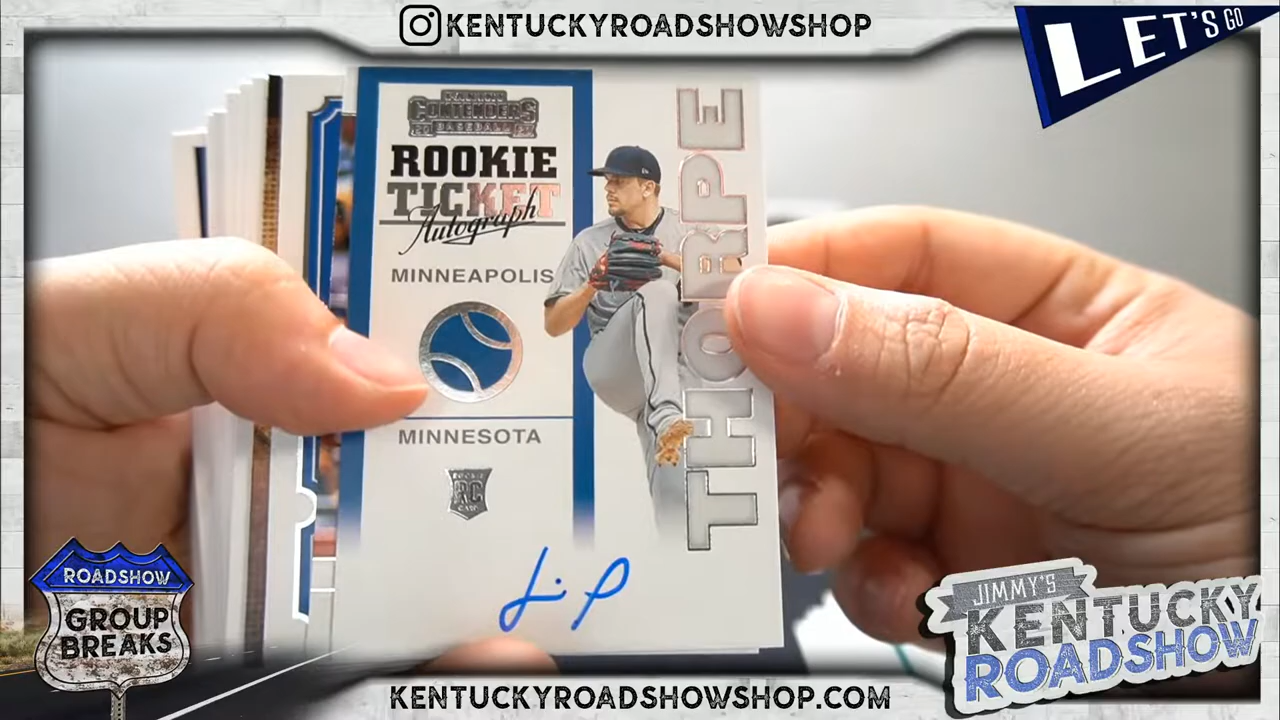 KENTUCKYROADSHOWSHOP
LET'S GO
PANINI
CONTENDERS
BASEBALL
ROOKIE
TICKET
Autograph
MINNEAPOLIS
MINNESOTA
RC
THORPE
ROADSHOW
GROUP
BREAKS
JIMMY'S
KENTUCKY
ROADSHOW
KENTUCKYROADSHOWSHOP.COM